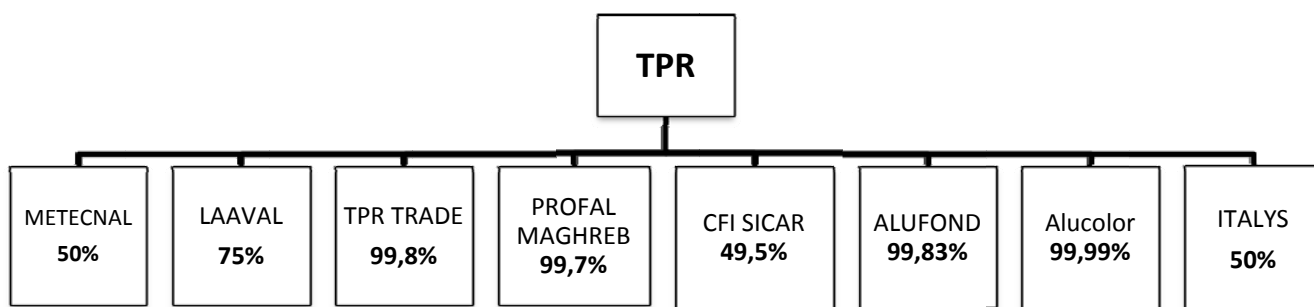 TPR
METECNAL
50%
LAAVAL
75%
TPR TRADE
99,8%
PROFAL
MAGHREB
99,7%
CFI SICAR
49,5%
ALUFOND
99,83%
Alucolor
99,99%
ITALYS
50%